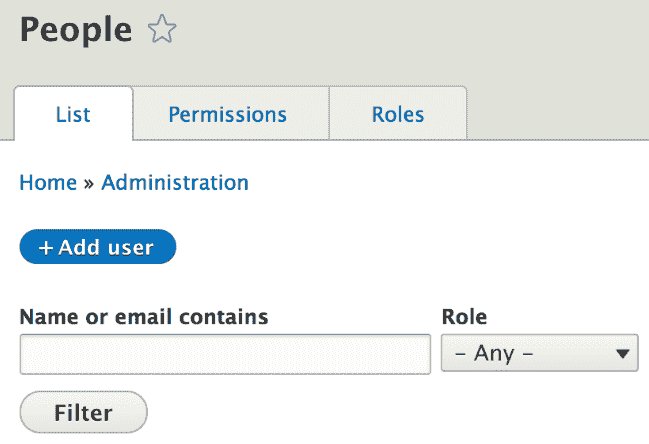 People
List Permissions Roles
Home » Administration
+ Add user
Name or email contains Role
- Any -
Filter